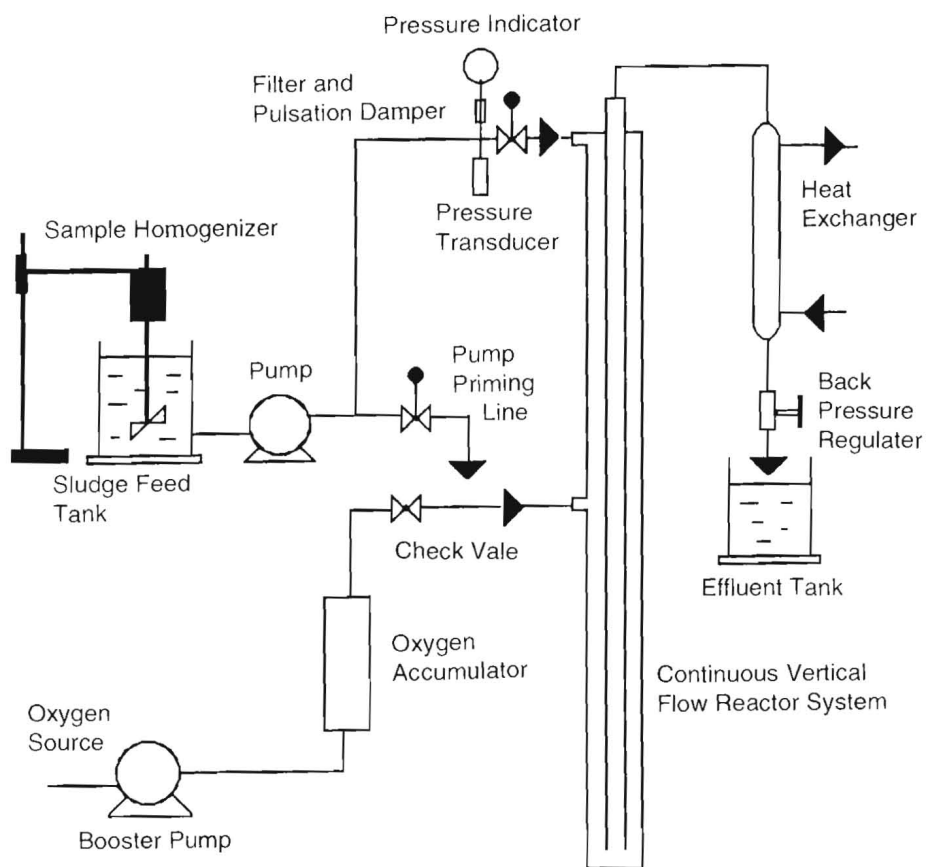 Pressure Indicator
Filter and
Pulsation Damper
Heat
Exchanger
Pressure
Transducer
Sample Homogenizer
Pump
Pump
Priming
Line
Back
Pressure
Regulater
Sludge Feed
Tank
Check Vale
Effluent Tank
Oxygen
Accumulator
Continuous Vertical
Flow Reactor System
Oxygen
Source
Booster Pump